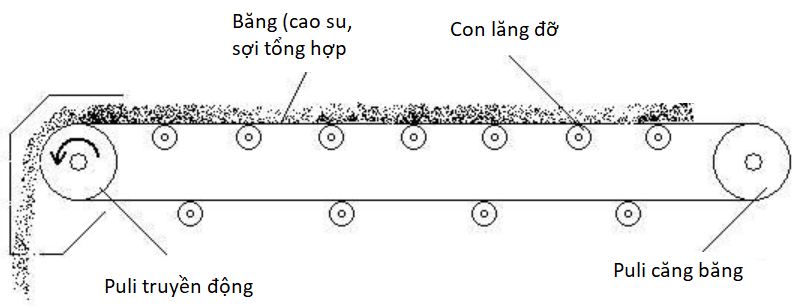 Băng (cao su,
sợi tổng hợp
Con lăng đỡ
Puli truyền động
Puli căng băng